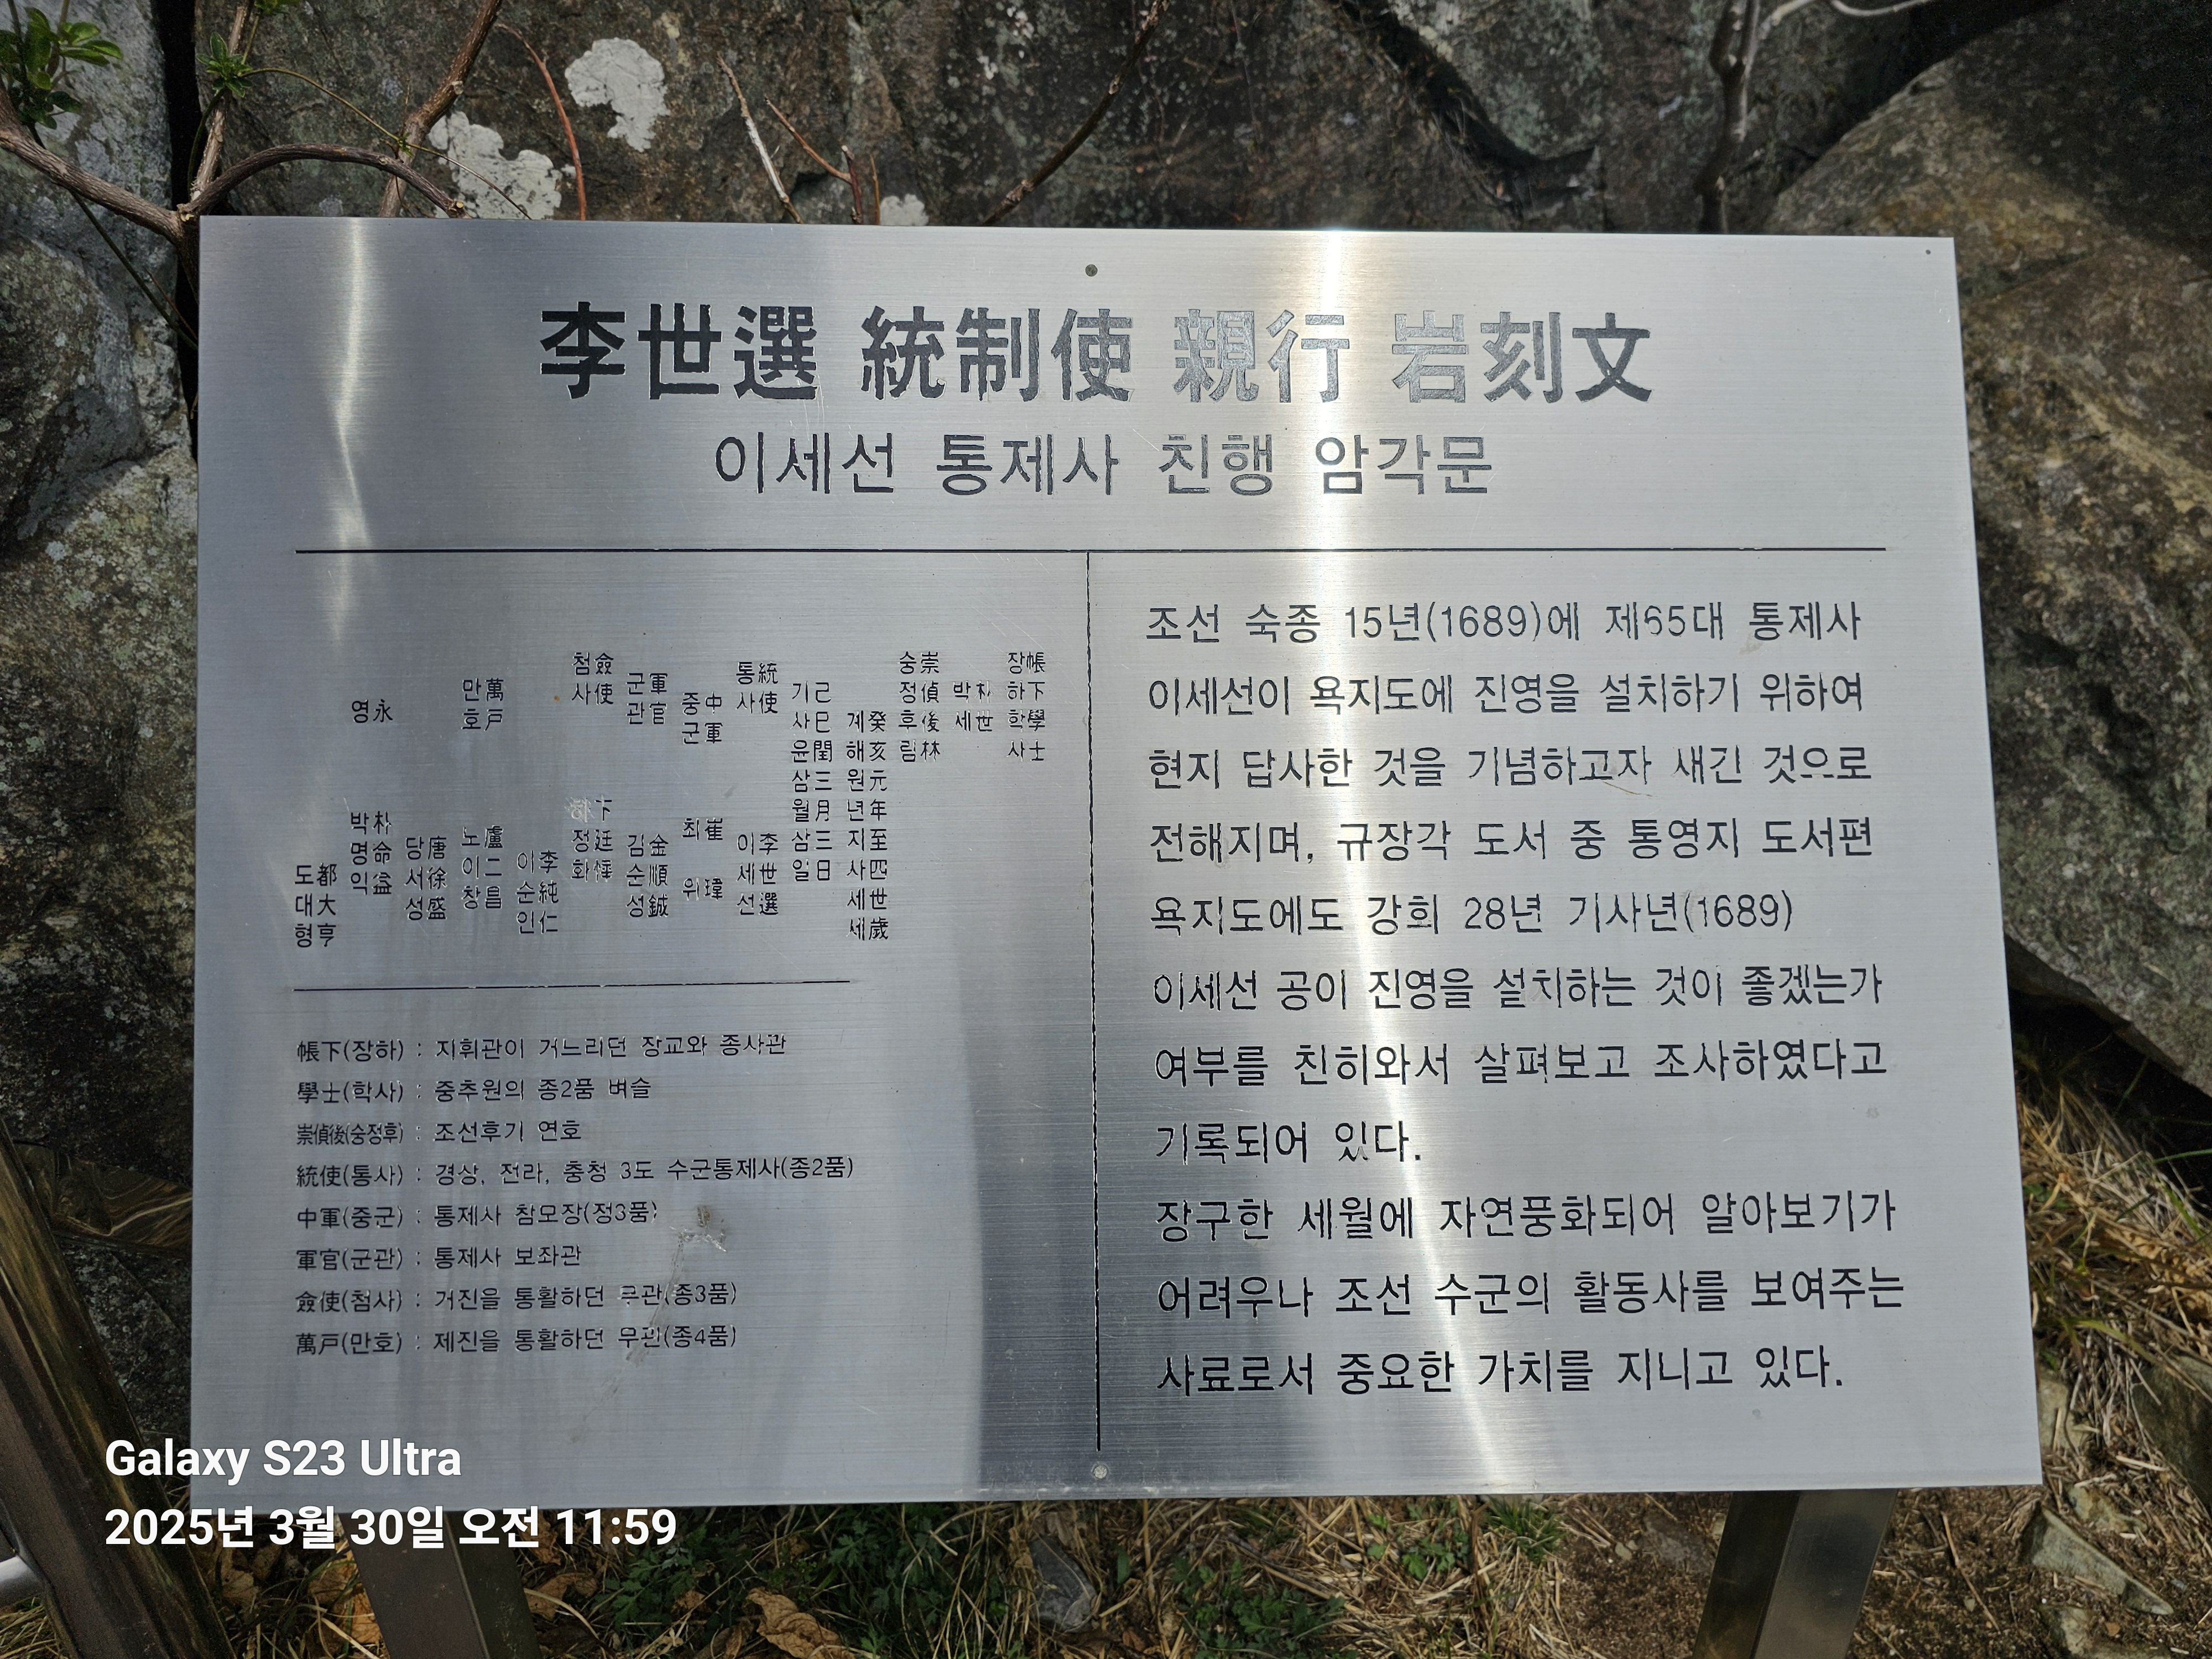 李世選 統制使 親行 岩刻文
이세선 통제사 친행 암각문
장帳하下학學사士
박朴세世
숭崇정偵후後림林
계癸해亥원元년年지至사四세世세歲
기己사巳윤閏삼三월月삼三일日
통統사使 이李세世선選
중中군軍 최崔위瑋
군軍관官 김金순順성鉞
첨僉사使 下정廷화
이李순純인仁
만萬호戶 노盧이二창昌
당唐서徐성盛
영永 박朴명命익溢
도都대大형亨
帳下(장하) : 지휘관이 거느리던 장교와 종사관
學士(학사) : 중추원의 종2품 벼슬
崇偵後(숭정후) : 조선후기 연호
統使(통사) : 경상, 전라, 충청 3도 수군통제사(종2품)
中軍(중군) : 통제사 참모장(정3품)
軍官(군관) : 통제사 보좌관
僉使(첨사) : 거진을 통활하던 무관(종3품)
萬戶(만호) : 제진을 통활하던 무관(종4품)
조선 숙종 15년(1689)에 제65대 통제사
이세선이 욕지도에 진영을 설치하기 위하여
현지 답사한 것을 기념하고자 새긴 것으로
전해지며, 규장각 도서 중 통영지 도서편
욕지도에도 강희 28년 기사년(1689)
이세선 공이 진영을 설치하는 것이 좋겠는가
여부를 친히와서 살펴보고 조사하였다고
기록되어 있다.
장구한 세월에 자연풍화되어 알아보기가
어려우나 조선 수군의 활동사를 보여주는
사료로서 중요한 가치를 지니고 있다.
Galaxy S23 Ultra
2025년 3월 30일 오전 11:59